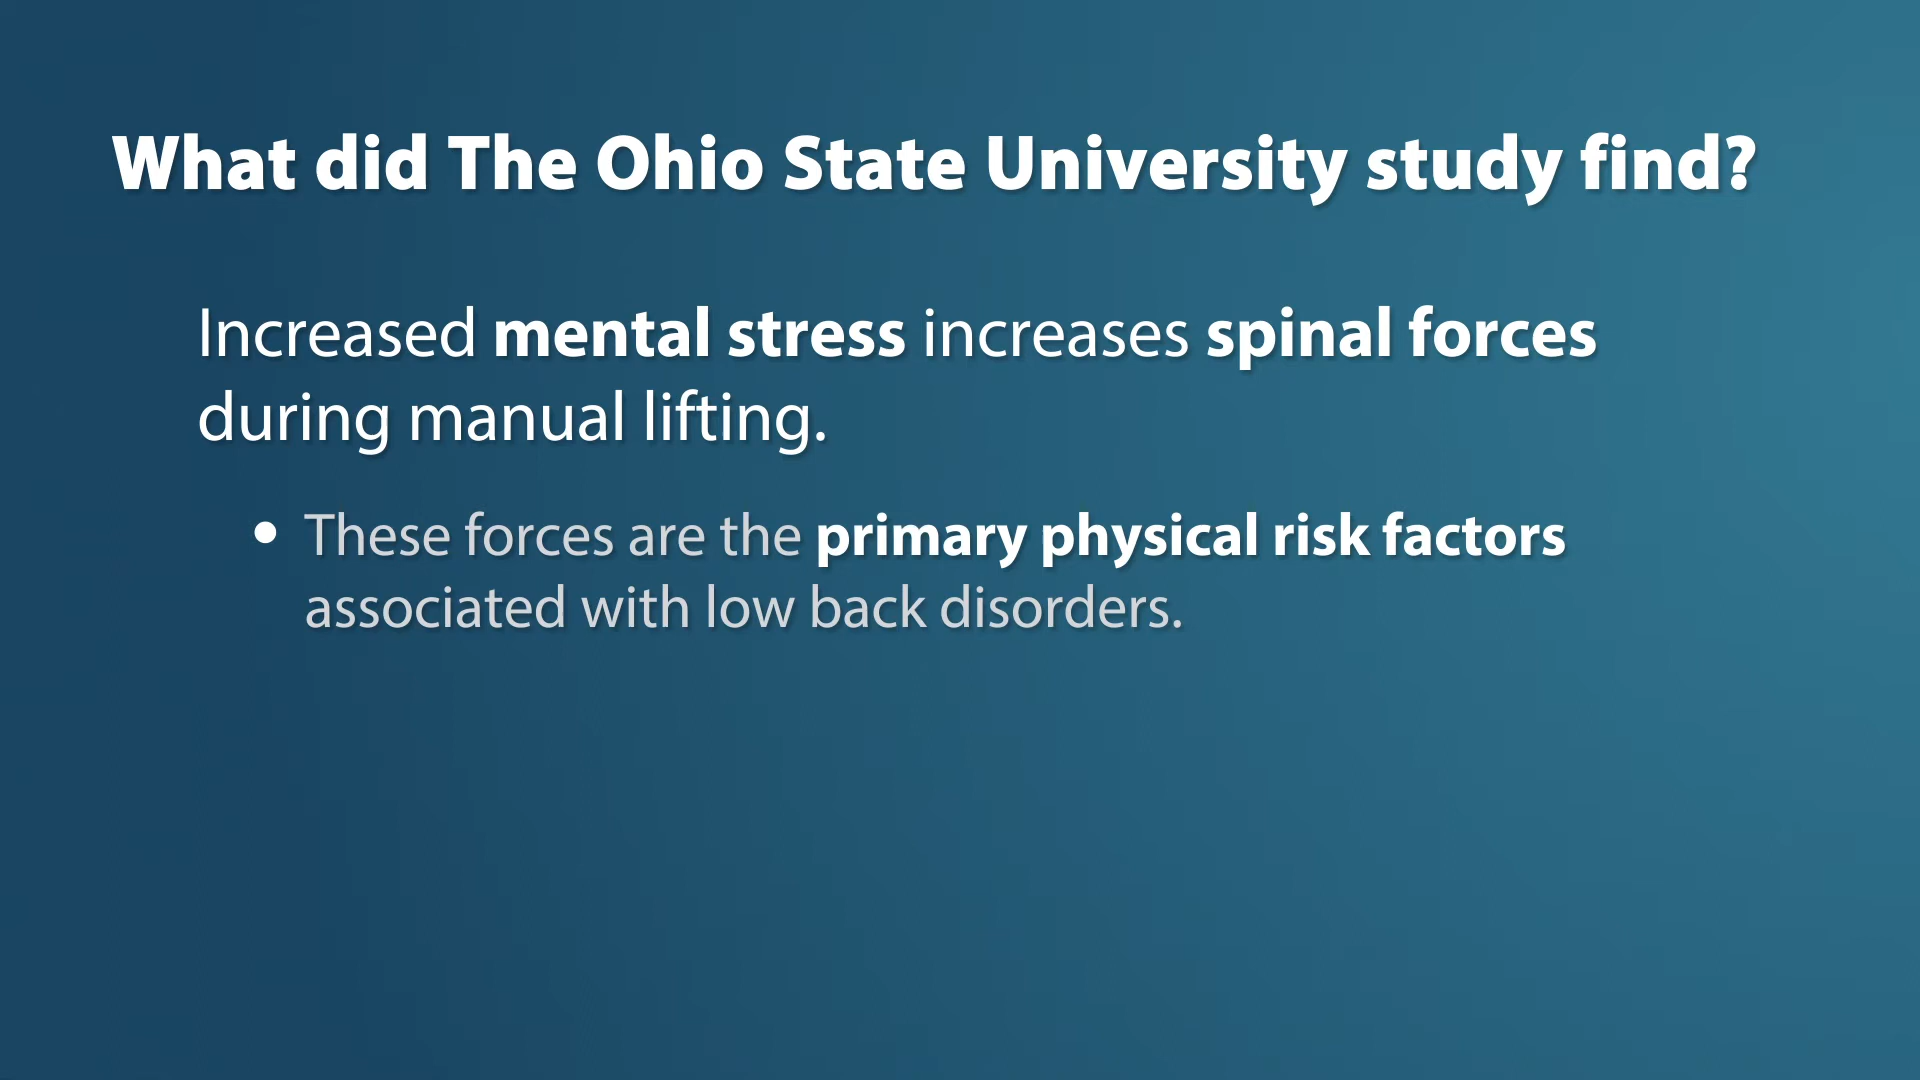 What did The Ohio State University study find?
Increased mental stress increases spinal forces
during manual lifting.
• These forces are the primary physical risk factors
associated with low back disorders.